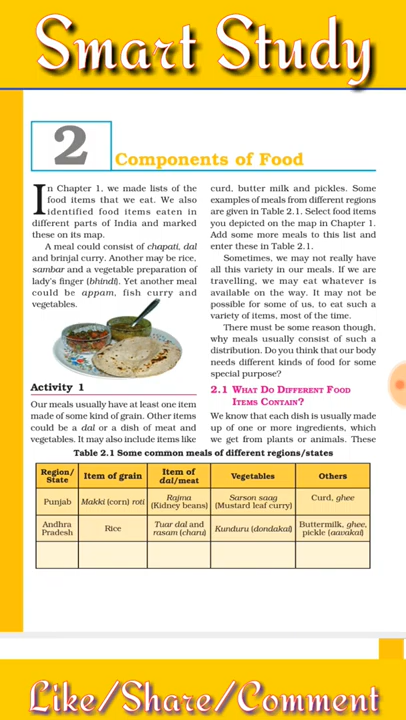 Smart Study
2
Components of Food
In Chapter 1, we made lists of the
food items that we eat. We also
identified food items eaten in
different parts of India and marked
these on its map.
A meal could consist of chapati, dal
and brinjal curry. Another may be rice,
sambar and a vegetable preparation of
lady's finger (bhindi). Yet another meal
could be appam, fish curry and
vegetables.
Activity 1
Our meals usually have at least one item
made of some kind of grain. Other items
could be a dal or a dish of meat and
vegetables. It may also include items like
curd, butter milk and pickles. Some
examples of meals from different regions
are given in Table 2.1. Select food items
you depicted on the map in Chapter 1.
Add some more meals to this list and
enter these in Table 2.1.
Sometimes, we may not really have
all this variety in our meals. If we are
travelling, we may eat whatever is
available on the way. It may not be
possible for some of us, to eat such a
variety of items, most of the time.
There must be some reason though,
why meals usually consist of such a
distribution. Do you think that our body
needs different kinds of food for some
special purpose?
2.1 WHAT DO DIFFERENT FOOD
ITEMS CONTAIN?
We know that each dish is usually made
up of one or more ingredients, which
we get from plants or animals. These
Table 2.1 Some common meals of different regions/states
Region/ State Item of grain Item of dal/meat Vegetables Others
Punjab Makki (corn) roti Rajma (Kidney beans) Sarson saag (Mustard leaf curry) Curd, ghee
Andhra Pradesh Rice Tuar dal and rasam (charu) Kunduru (dondakai) Buttermilk, ghee, pickle (aavakai)
Like/Share/Comment